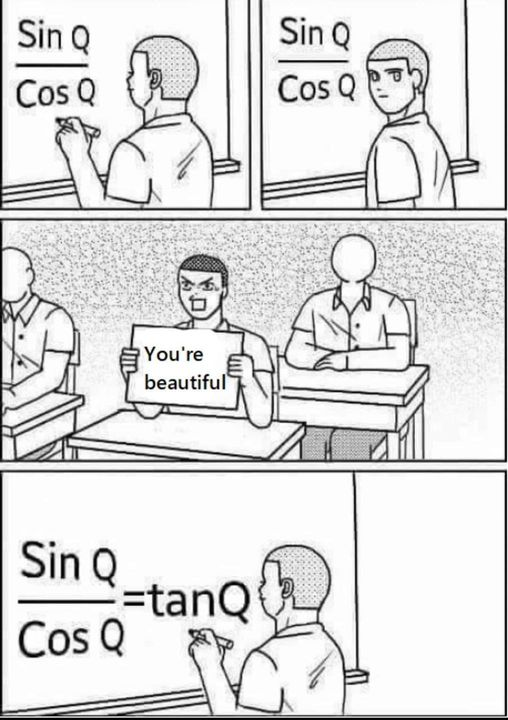 Sin Q
Cos Q
Sin Q
Cos Q
You're
beautiful
Sin Q
=tanQ
Cos Q